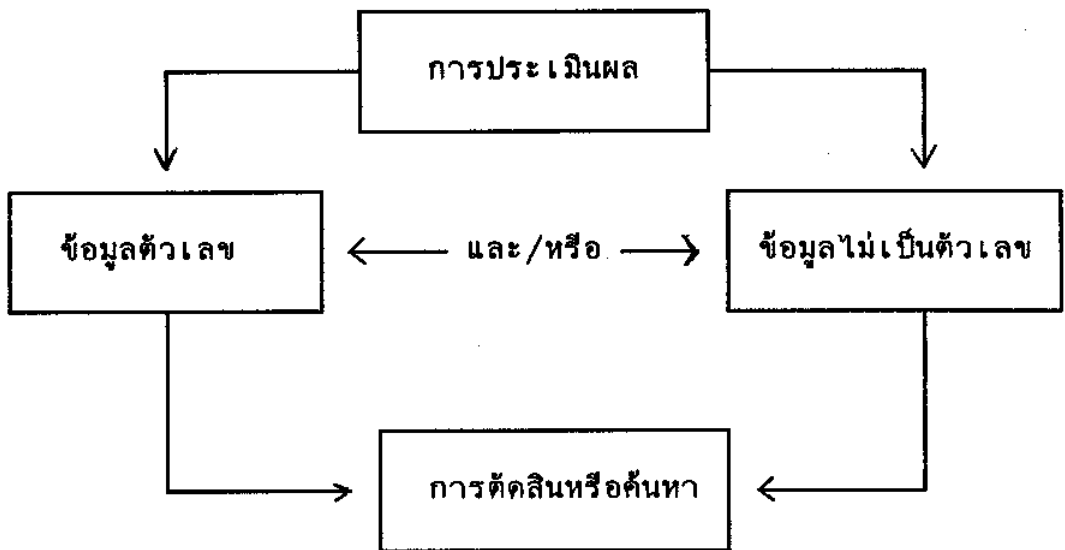 การประเมินผล
ข้อมูลตัวเลข
และ/หรือ
ข้อมูลไม่เป็นตัวเลข
การตัดสินหรือค้นหา